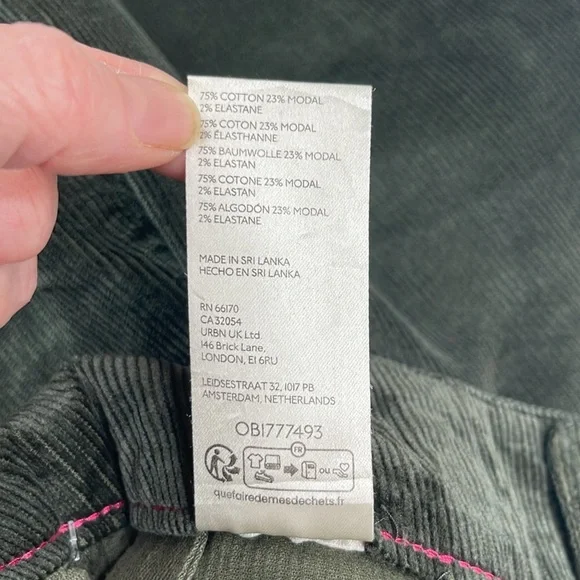 75% COTTON 23% MODAL
2% ELASTANE
75% COTON 23% MODAL
2% ÉLASTHANNE
75% BAUMWOLLE 23% MODAL
2% ELASTAN
75% COTONE 23% MODAL
2% ELASTAN
75% ALGODÓN 23% MODAL
2% ELASTANE
MADE IN SRI LANKA
HECHO EN SRI LANKA
RN 66170
CA 32054
URBN UK Ltd.
146 Brick Lane,
LONDON, E1 6RU
LEIDSESTRAAT 32, 1017 PB
AMSTERDAM, NETHERLANDS
OB1777493
FR
OU
quefairedemesdechets.fr